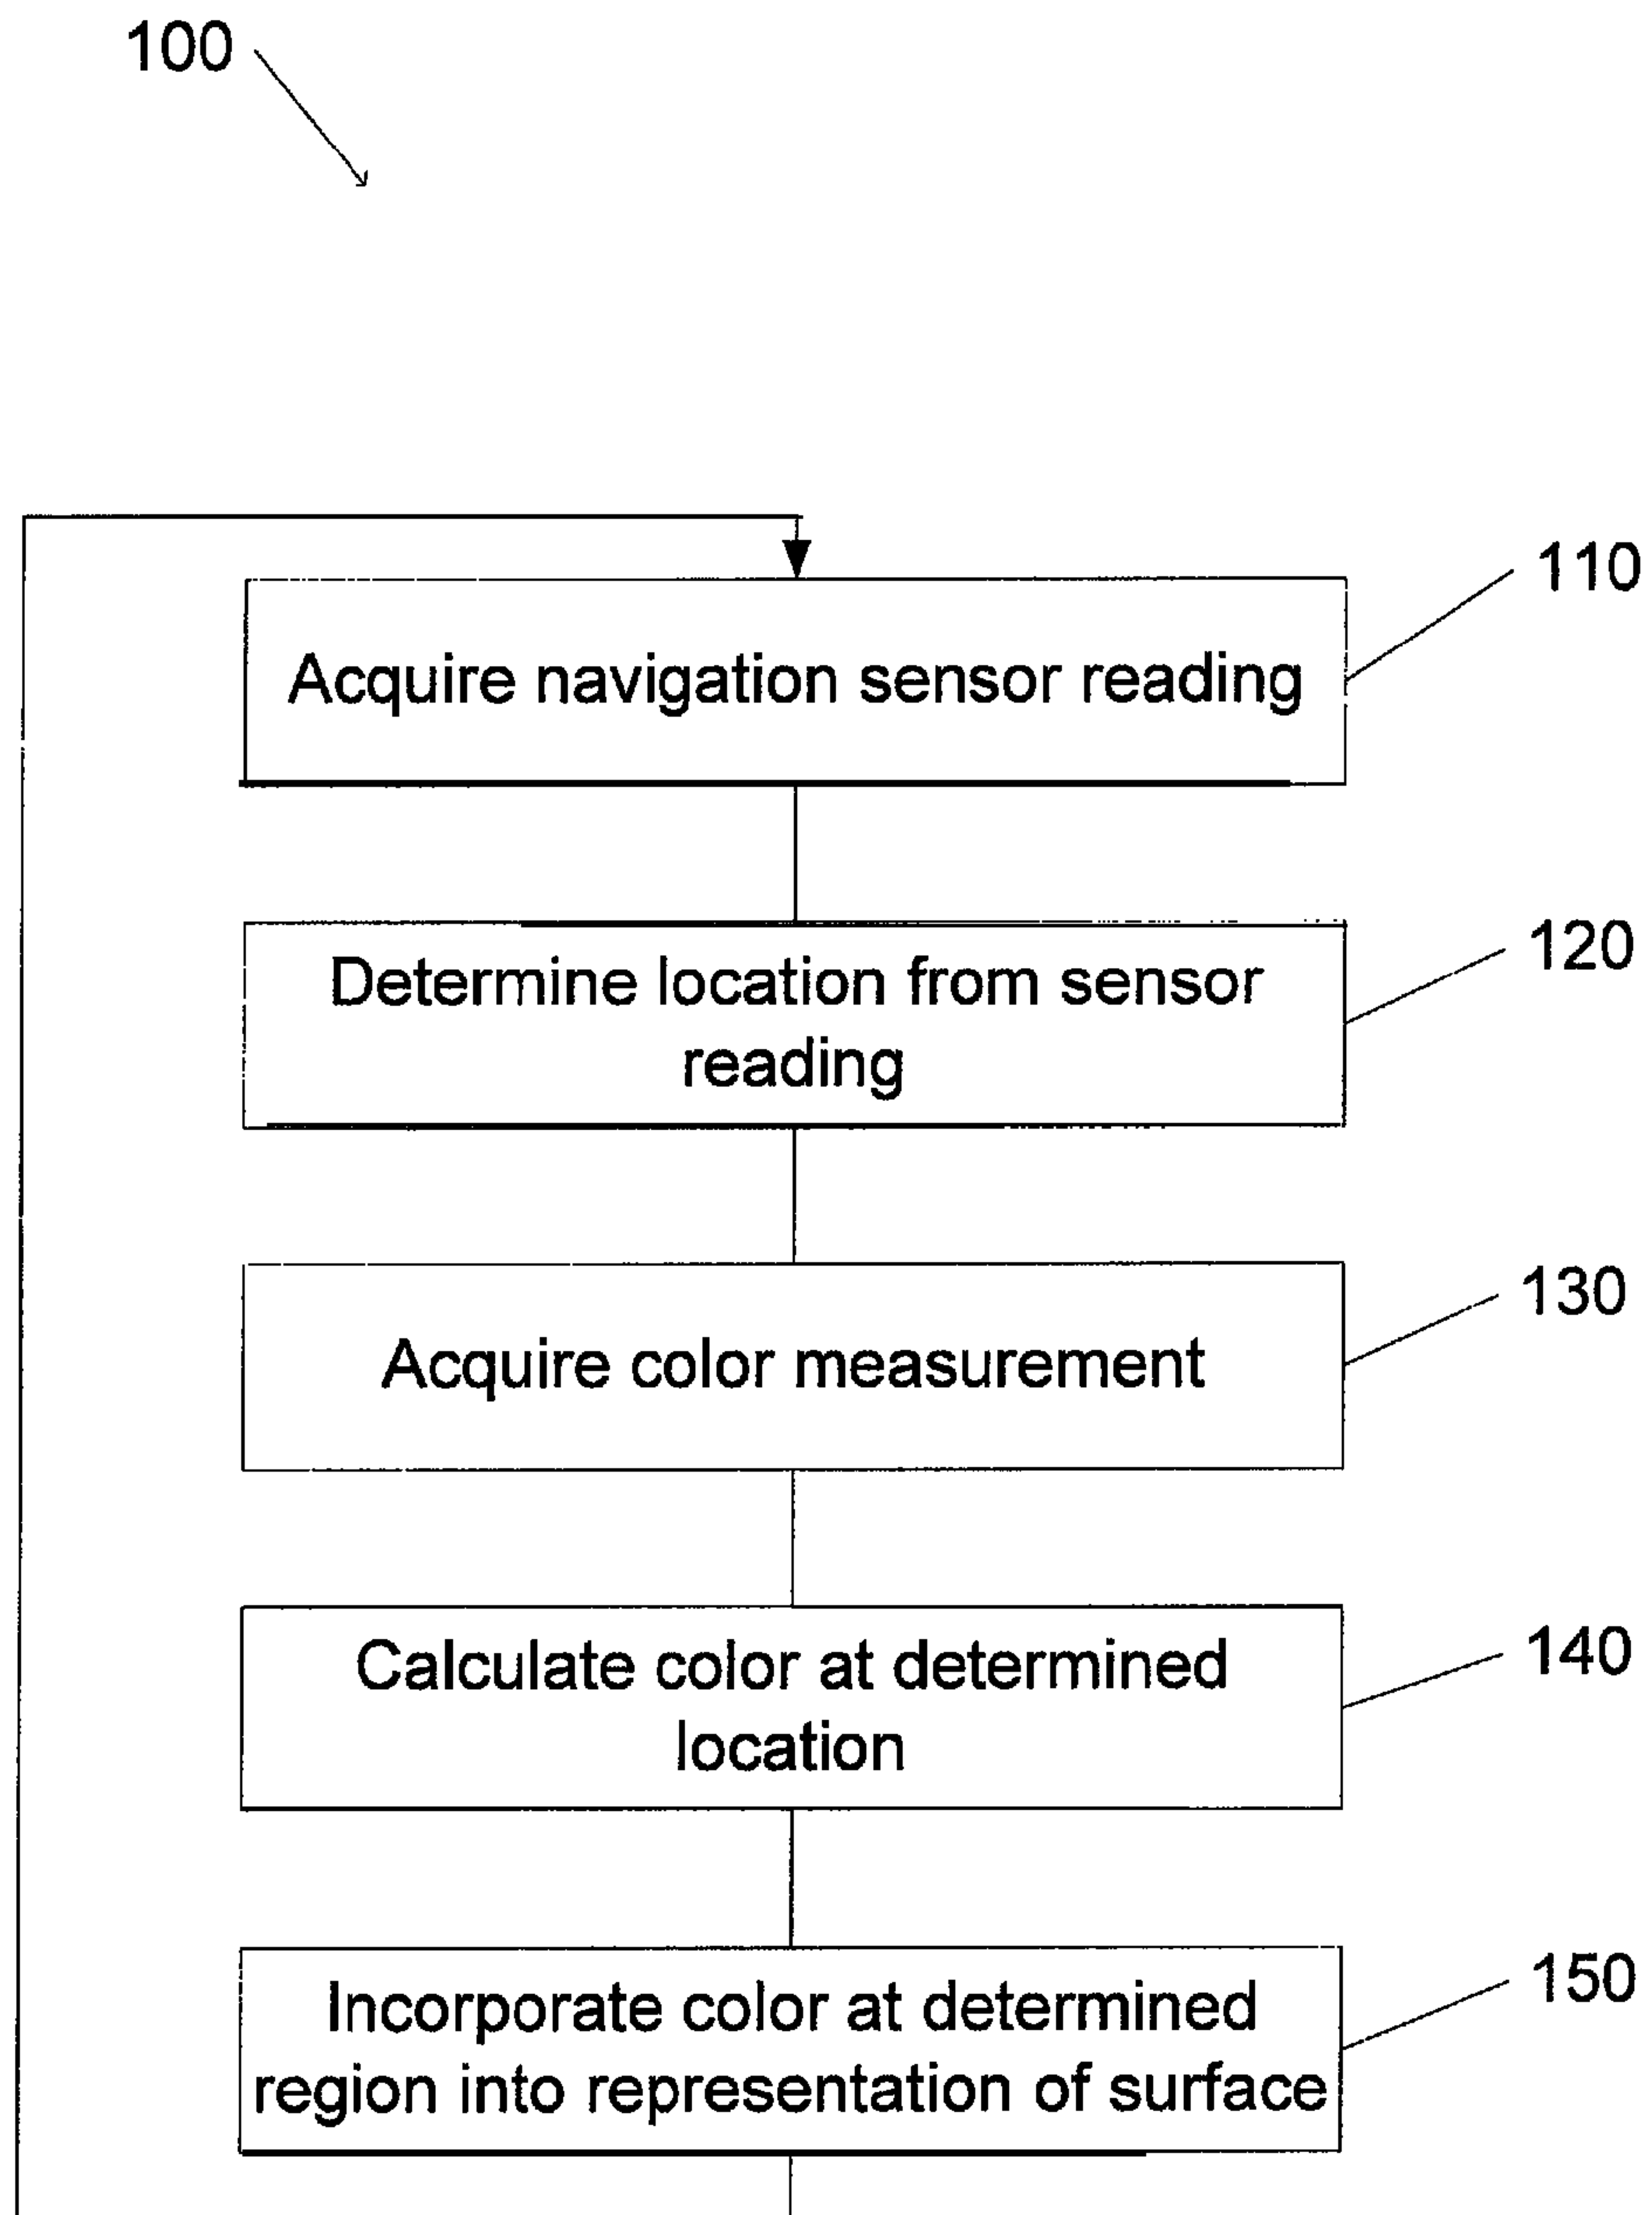 100
110
Acquire navigation sensor reading
120
Determine location from sensor
reading
130
Acquire color measurement
140
Calculate color at determined
location
150
Incorporate color at determined
region into representation of surface